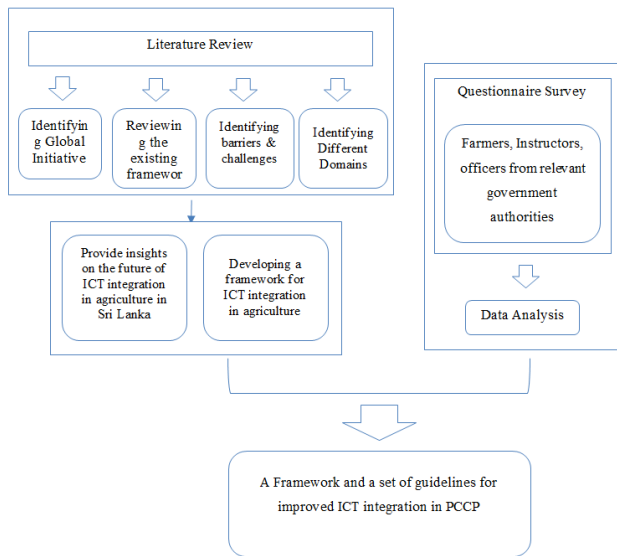 Literature Review
Identifyin
g Global
Initiative
Reviewin
g the
existing
framewor
Identifying
barriers &
challenges
Identifying
Different
Domains
Provide insights
on the future of
ICT integration
in agriculture in
Sri Lanka
Developing a
framework for
ICT integration
in agriculture
Questionnaire Survey
Farmers, Instructors,
officers from relevant
government
authorities
Data Analysis
A Framework and a set of guidelines for
improved ICT integration in PCCP